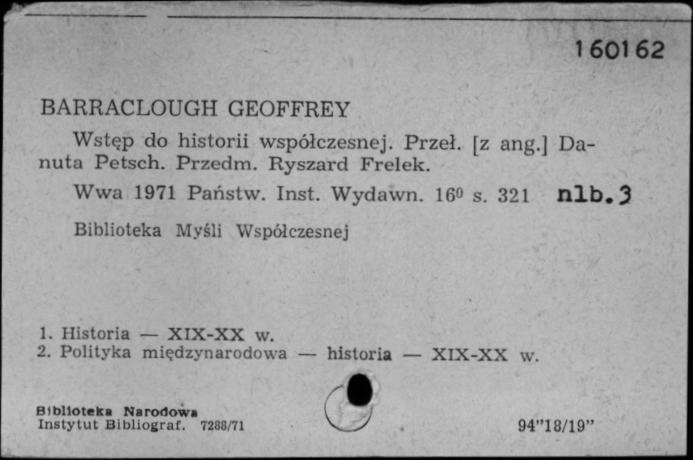 160162
BARRACLOUGH GEOFFREY
Wstęp do historii współczesnej. Przeł. [z ang.] Da-
nuta Petsch. Przedm. Ryszard Frelek.
Wwa 1971 Państw. Inst. Wydawn. 16⁰ s. 321 nlb.3
Biblioteka Myśli Współczesnej
1. Historia — XIX-XX w.
2. Polityka międzynarodowa — historia — XIX-XX w.
Biblioteka Narodowa
Instytut Bibliograf. 7288/71
94”18/19”